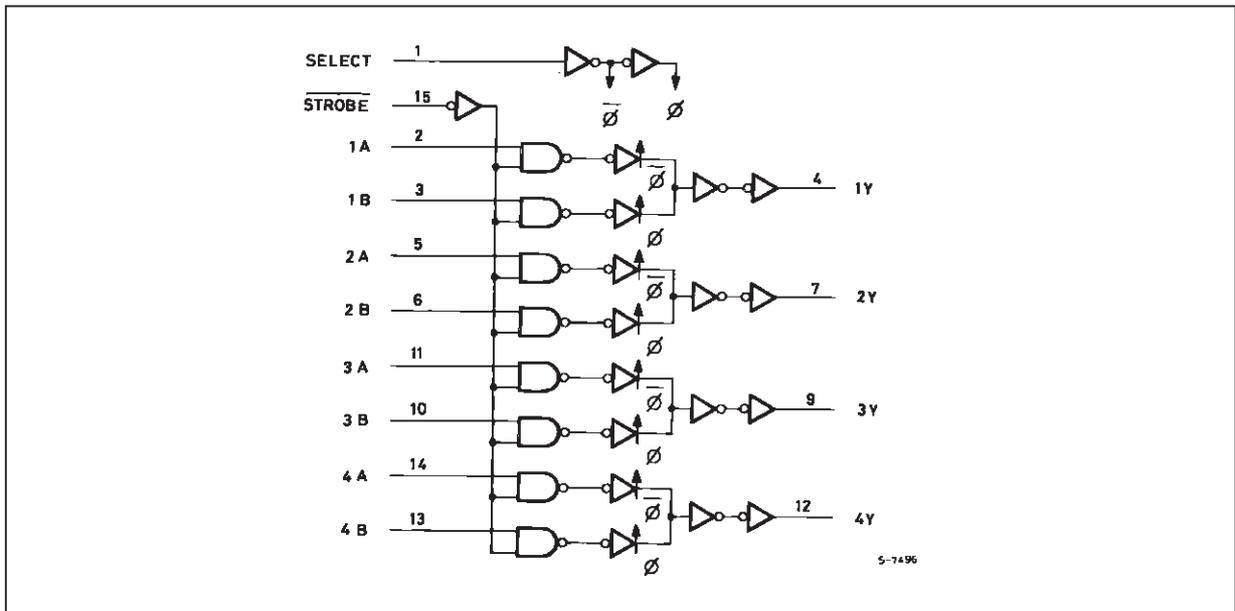 SELECT 1
S̅T̅R̅O̅B̅E̅ 15
Ø̅ Ø
1A 2
Ø̅
4 1Y
1B 3
Ø
2A 5
Ø̅
7 2Y
2B 6
Ø
3A 11
Ø̅
9 3Y
3B 10
Ø
4A 14
Ø̅
12 4Y
4B 13
Ø
S-7496